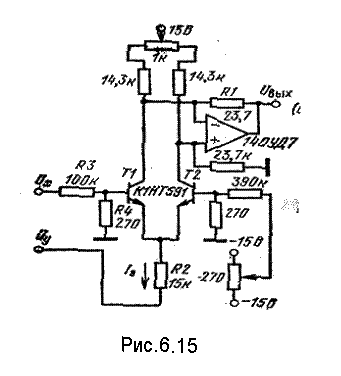 15В
1к
14,3к
14,3к
R1
Uвых
23,7
140УД7
23,7к
R3
100к
T1
T2
К1НТ591
390к
Uх
R4
270
270
Uу
Iэ
R2
15к
-15В
-270
-15В
Рис.6.15